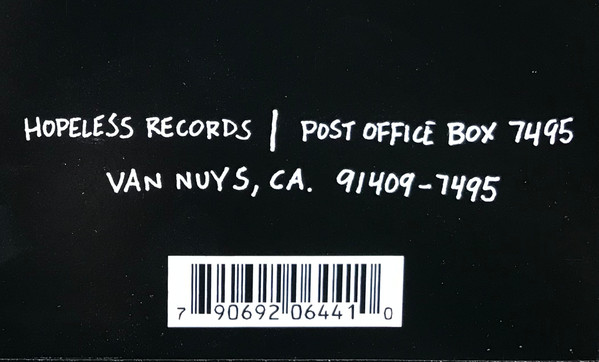 HOPELESS RECORDS | POST OFFICE BOX 7495
VAN NUYS, CA. 91409-7495
7 90692 06441 0